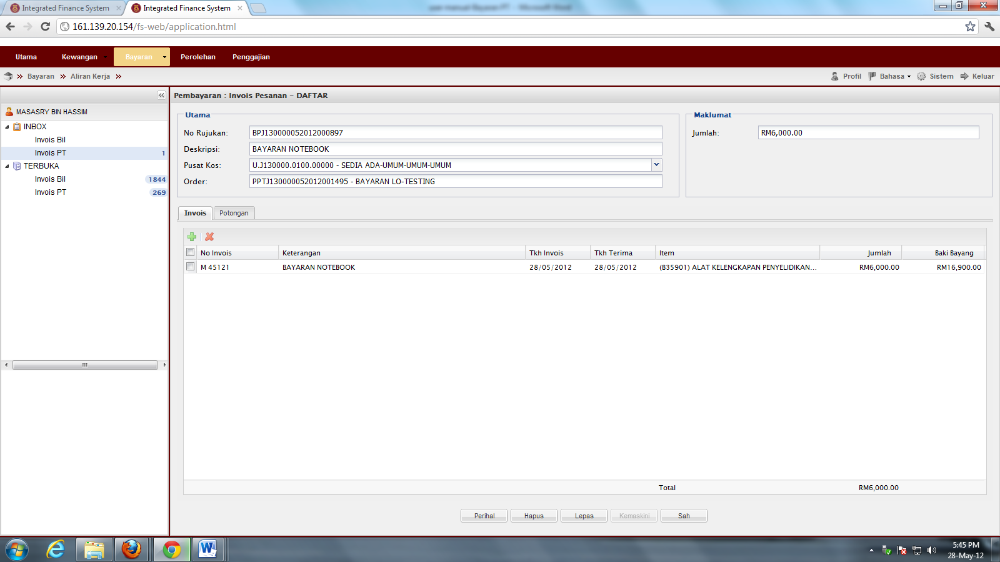 Integrated Finance System
Integrated Finance System
161.139.20.154/fs-web/application.html
Utama Kewangan Bayaran Perolehan Penggajian
Bayaran » Aliran Kerja »
Profil Bahasa Sistem Keluar
MASASRY BIN HASSIM
INBOX
Invois Bil
Invois PT 1
TERBUKA
Invois Bil 1844
Invois PT 269
Pembayaran : Invois Pesanan - DAFTAR
Utama
No Rujukan: BPJ130000052012000897
Deskripsi: BAYARAN NOTEBOOK
Pusat Kos: U.J130000.0100.00000 - SEDIA ADA-UMUM-UMUM-UMUM
Order: PPTJ130000052012001495 - BAYARAN LO-TESTING
Maklumat
Jumlah: RM6,000.00
Invois Potongan
No Invois Keterangan Tkh Invois Tkh Terima Item Jumlah Baki Bayang
M 45121 BAYARAN NOTEBOOK 28/05/2012 28/05/2012 (B35901) ALAT KELENGKAPAN PENYELIDIKAN... RM6,000.00 RM16,900.00
Total RM6,000.00
Perihal Hapus Lepas Kemaskini Sah
5:45 PM
28-May-12